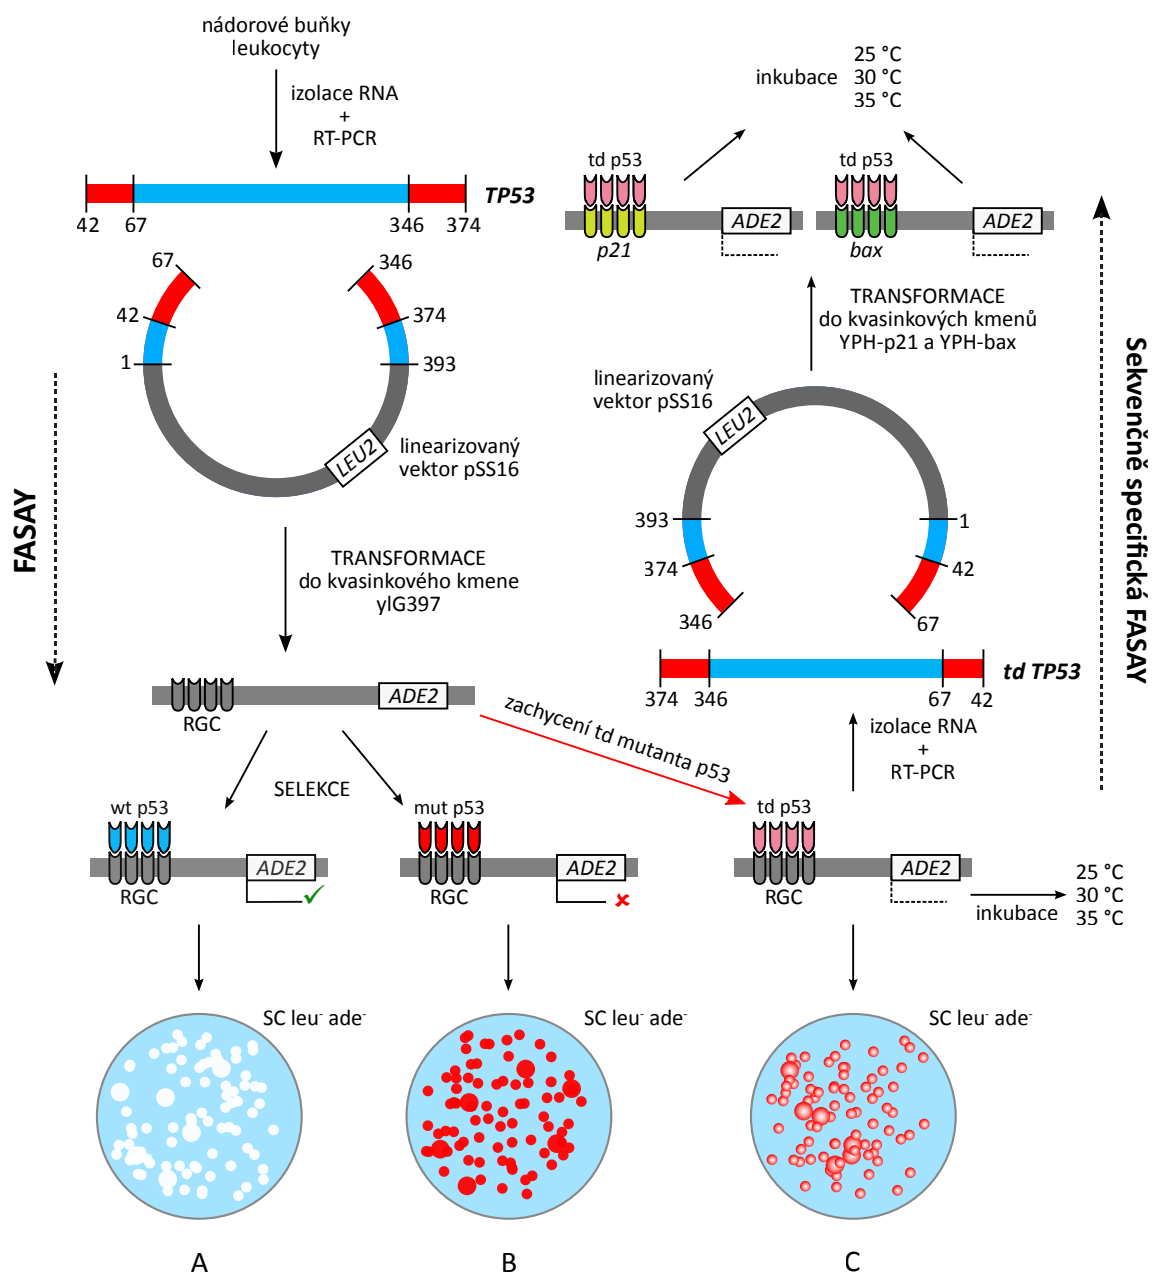 nádorové buňky
leukocyty
izolace RNA
+
RT-PCR
TP53
42 67 346 374
67 346
42 374
1 393
LEU2
linearizovaný
vektor pSS16
FASAY
TRANSFORMACE
do kvasinkového kmene
yIG397
RGC ADE2
SELEKCE
zachycení td mutanta p53
wt p53
ADE2
RGC
mut p53
ADE2
RGC
td p53
ADE2
RGC
inkubace
25 °C
30 °C
35 °C
SC leu⁻ ade⁻
SC leu⁻ ade⁻
SC leu⁻ ade⁻
A
B
C
izolace RNA
+
RT-PCR
td TP53
374 346 67 42
346 67
374 42
393 1
LEU2
linearizovaný
vektor pSS16
TRANSFORMACE
do kvasinkových kmenů
YPH-p21 a YPH-bax
td p53
ADE2
p21
td p53
ADE2
bax
inkubace
25 °C
30 °C
35 °C
Sekvenčně specifická FASAY